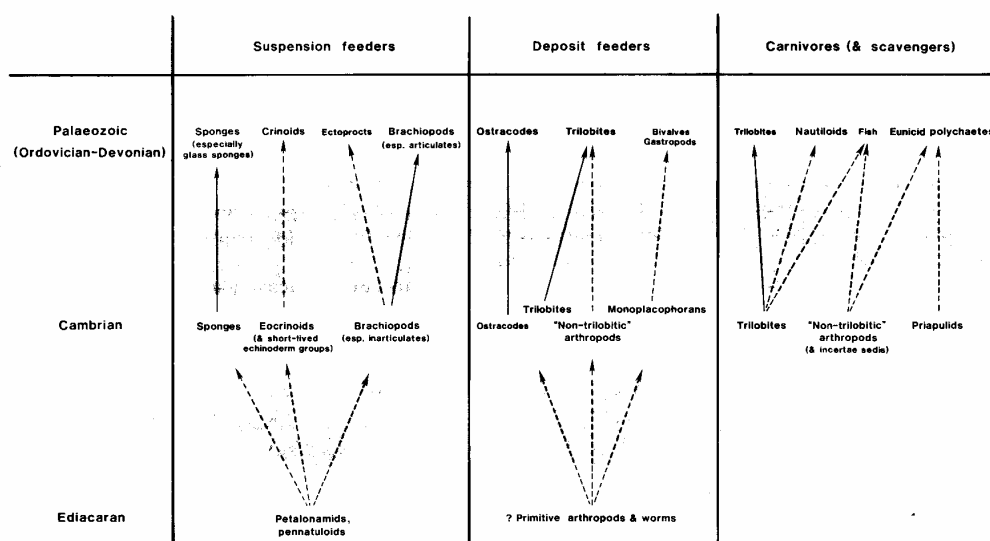 Suspension feeders
Deposit feeders
Carnivores (& scavengers)
Palaeozoic
(Ordovician-Devonian)
Sponges
(especially
glass sponges)
Crinoids
Ectoprocts
Brachiopods
(esp. articulates)
Ostracodes
Trilobites
Bivalves
Gastropods
Trilobites
Nautiloids
Fish
Eunicid polychaetes
Cambrian
Sponges
Eocrinoids
(& short-lived
echinoderm groups)
Brachiopods
(esp. inarticulates)
Ostracodes
Trilobites
"Non-trilobitic"
arthropods
Monoplacophorans
Trilobites
"Non-trilobitic"
arthropods
(& incertae sedis)
Priapulids
Ediacaran
Petalonamids,
pennatuloids
? Primitive arthropods & worms